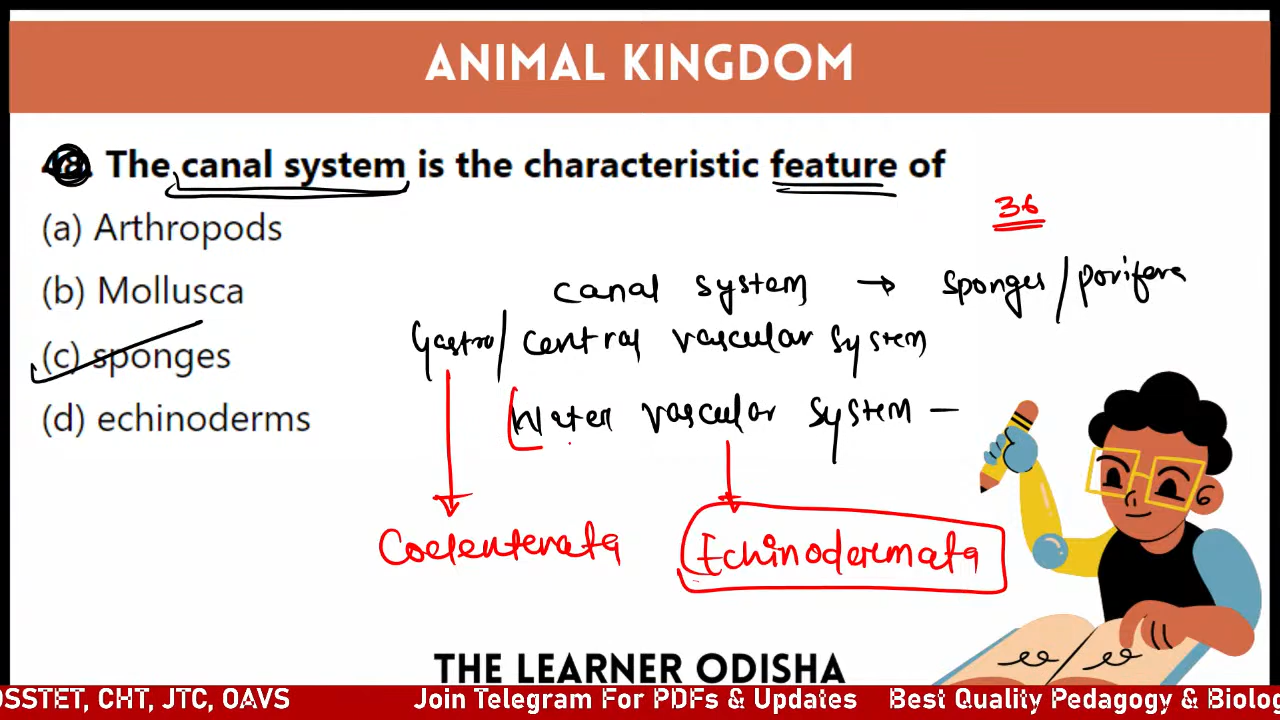 ANIMAL KINGDOM
The canal system is the characteristic feature of
(a) Arthropods
(b) Mollusca
(c) sponges
(d) echinoderms
36
canal system → sponges/porifera
Gastro/central vascular system
Water vascular system –
Coelenterata
Echinodermata
THE LEARNER ODISHA
OSSTET, CHT, JTC, OAVS Join Telegram For PDFs & Updates Best Quality Pedagogy & Biolog